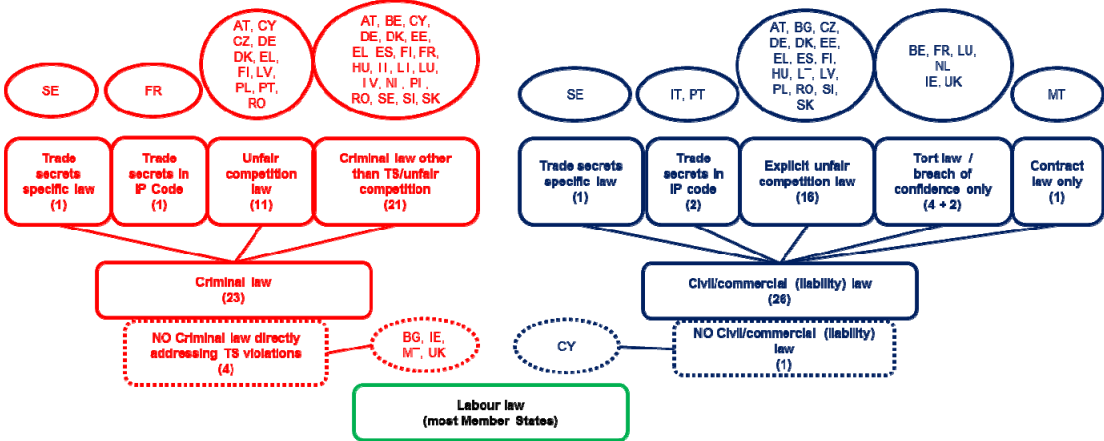 SE
FR
AT, CY
CZ, DE
DK, EL,
FI, LV,
PL, PT,
RO
AT, BE, CY,
DE, DK, EE,
EL ES, FI, FR,
HU, LU,
RO, SE, SI, SK
SE
IT, PT
AT, BG, CZ,
DE, DK, EE,
EL, ES, FI,
HU, LV,
PL, RO, SI,
SK
BE, FR, LU,
NL
IE, UK
MT
Trade
secrets
specific law
(1)
Trade
secrets in
IP Code
(1)
Unfair
competition
law
(11)
Criminal law other
than TS/unfair
competition
(21)
Trade secrets
specific law
(1)
Trade
secrets in
IP code
(2)
Explicit unfair
competition law
(16)
Tort law /
breach of
confidence only
(4 + 2)
Contract
law only
(1)
Criminal law
(23)
Civil/commercial (liability) law
(26)
NO Criminal law directly
addressing TS violations
(4)
BG, IE,
UK
CY
NO Civil/commercial (liability)
law
(1)
Labour law
(most Member States)